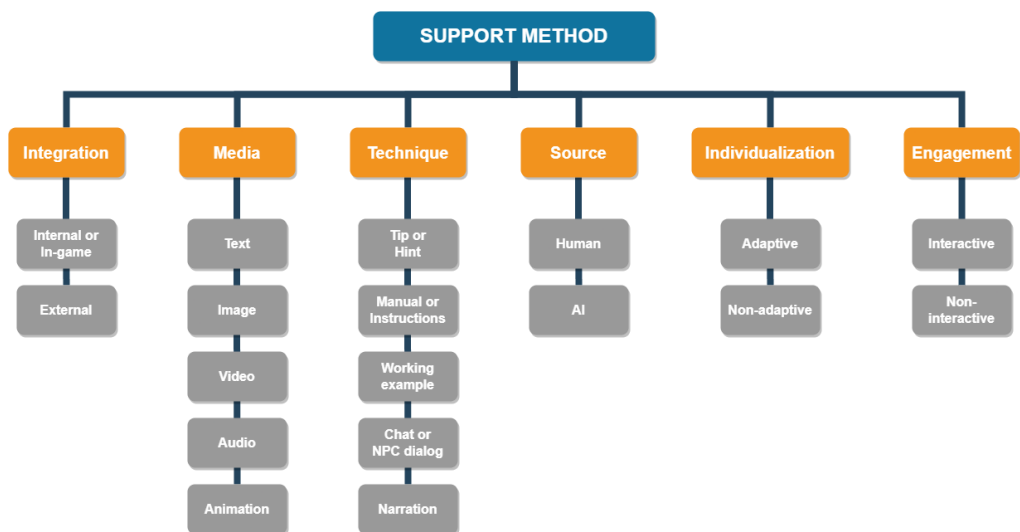 SUPPORT METHOD
Integration
Media
Technique
Source
Individualization
Engagement
Internal or
In-game
External
Text
Image
Video
Audio
Animation
Tip or
Hint
Manual or
Instructions
Working
example
Chat or
NPC dialog
Narration
Human
AI
Adaptive
Non-adaptive
Interactive
Non-
interactive